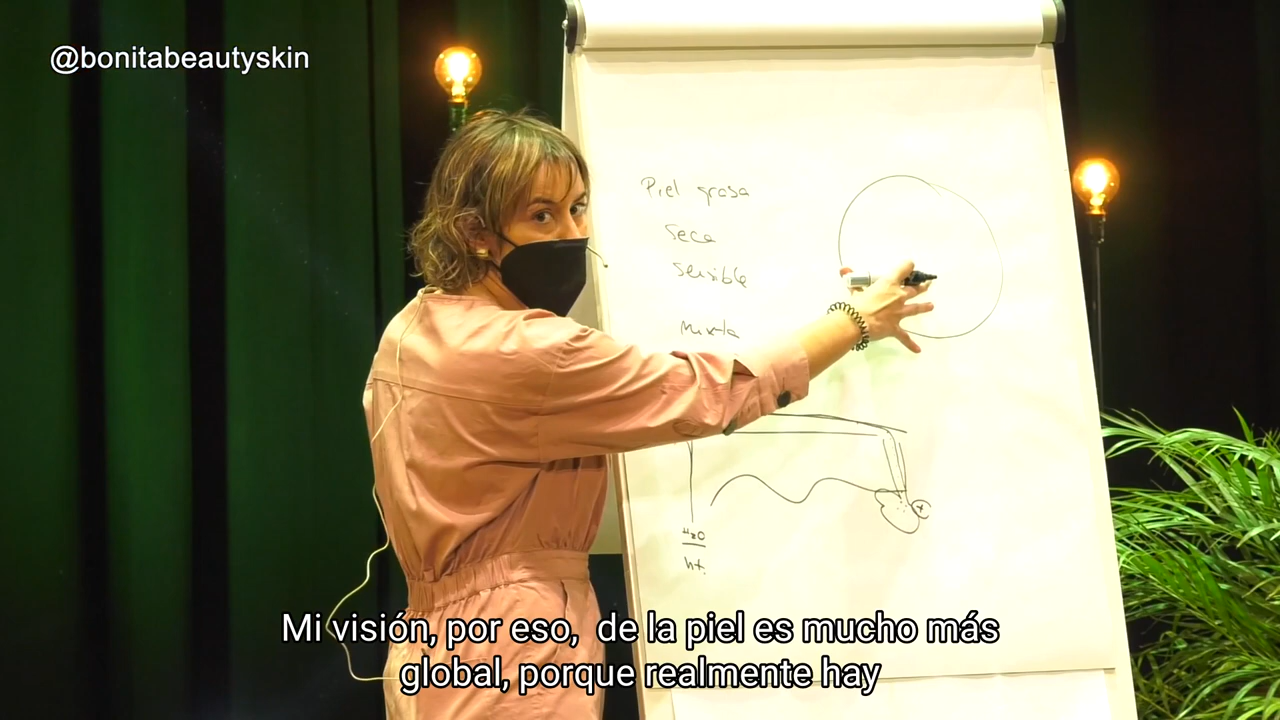 @bonitabeautyskin
Piel grasa
Seca
Sensible
Mixta
H2O
+
Mi visión, por eso, de la piel es mucho más
global, porque realmente hay